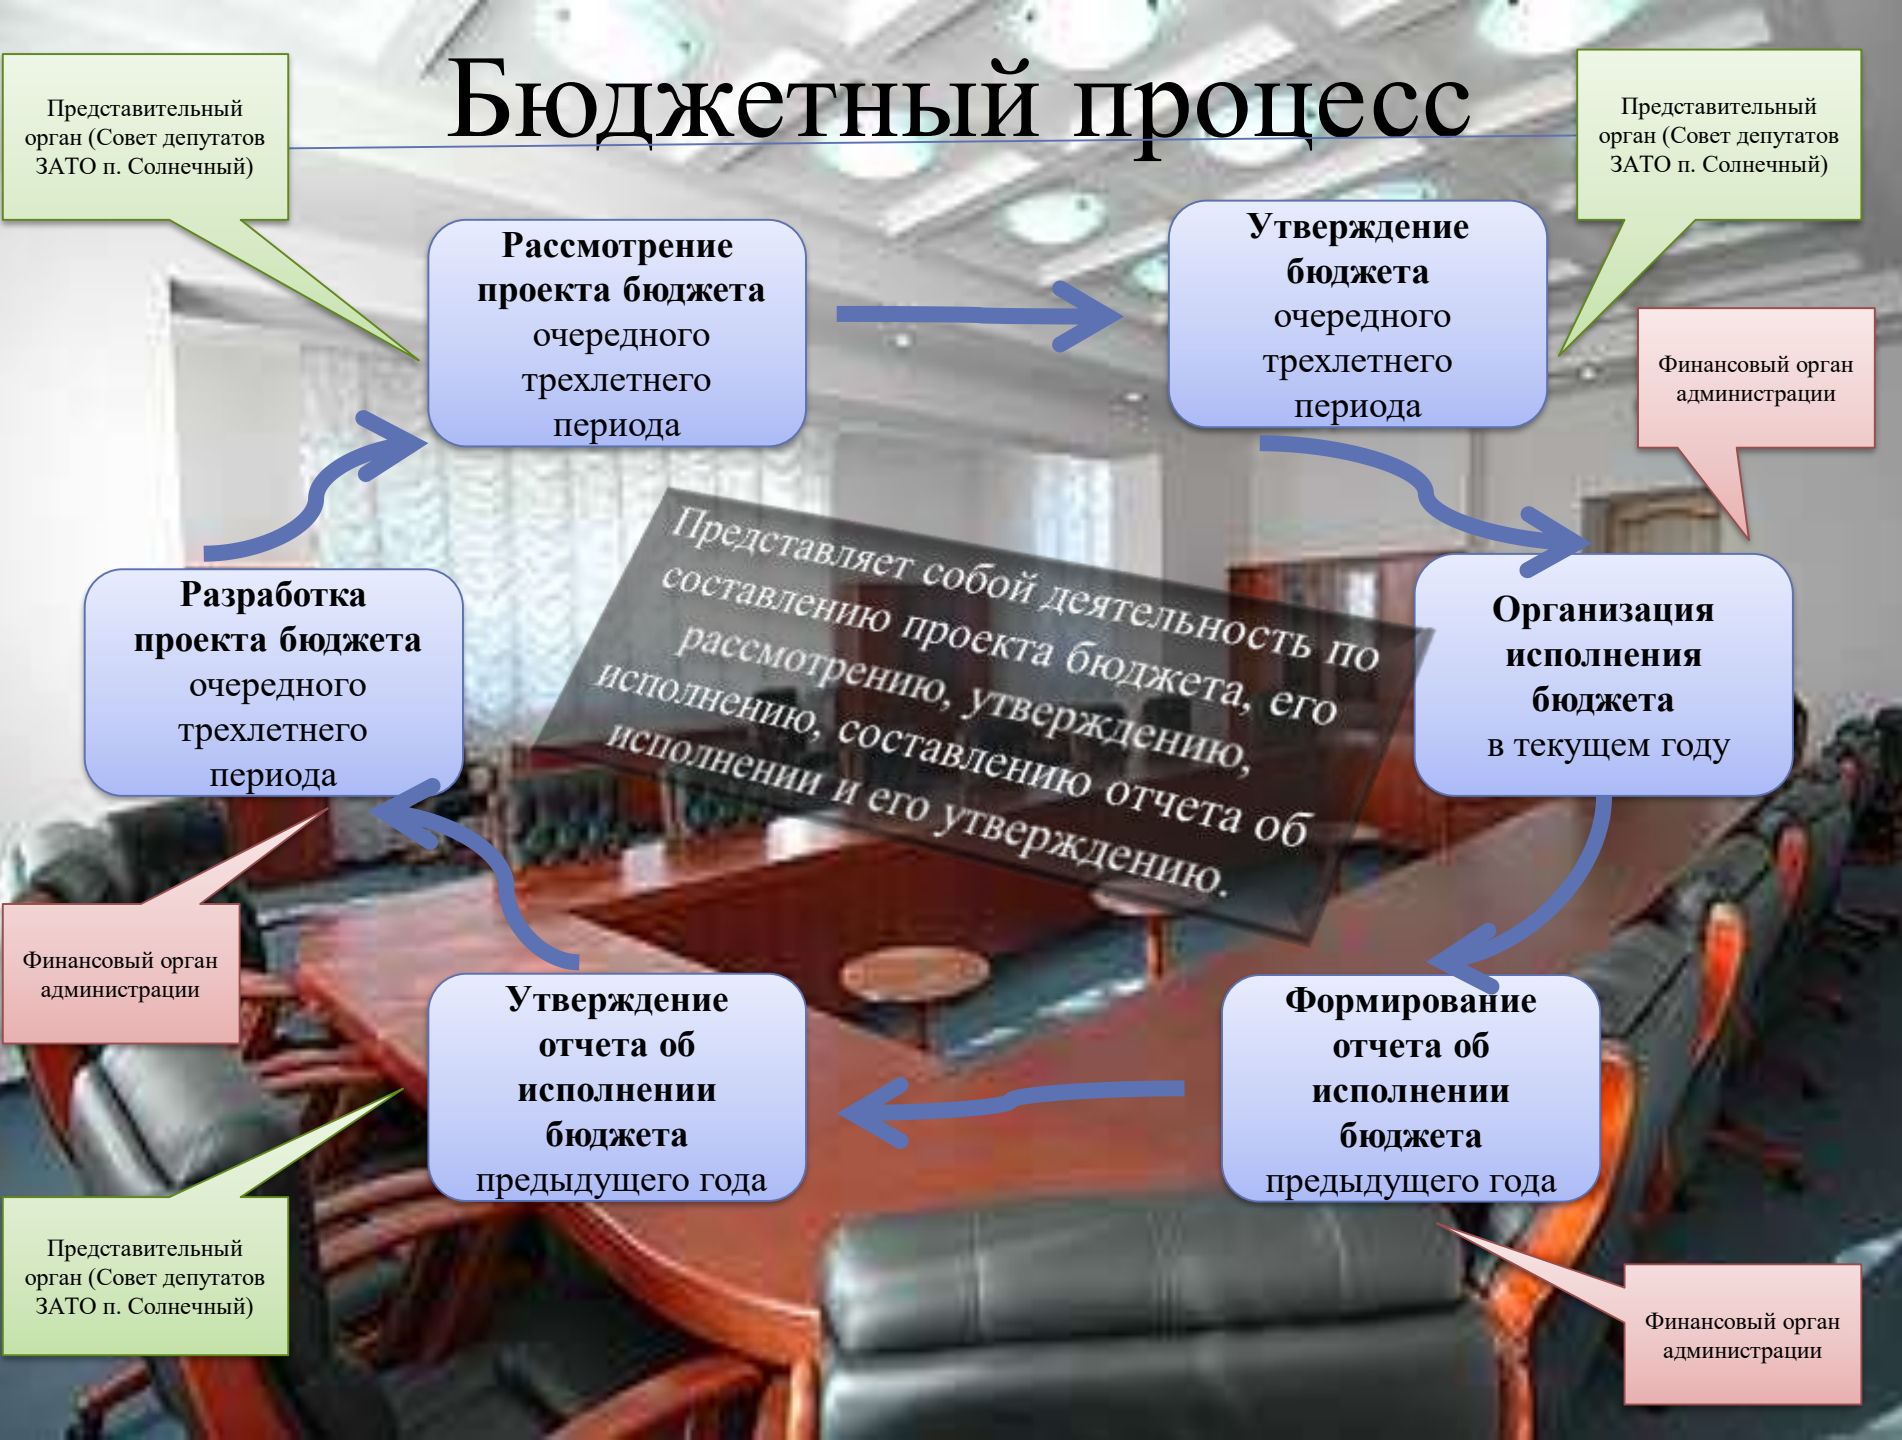 Бюджетный процесс
Представительный
орган (Совет депутатов
ЗАТО п. Солнечный)
Представительный
орган (Совет депутатов
ЗАТО п. Солнечный)
Рассмотрение
проекта бюджета
очередного
трехлетнего
периода
Утверждение
бюджета
очередного
трехлетнего
периода
Финансовый орган
администрации
Представляет собой деятельность по
составлению проекта бюджета, его
рассмотрению, утверждению,
исполнению, составлению отчета об
исполнении и его утверждению.
Разработка
проекта бюджета
очередного
трехлетнего
периода
Организация
исполнения
бюджета
в текущем году
Финансовый орган
администрации
Утверждение
отчета об
исполнении
бюджета
предыдущего года
Формирование
отчета об
исполнении
бюджета
предыдущего года
Представительный
орган (Совет депутатов
ЗАТО п. Солнечный)
Финансовый орган
администрации